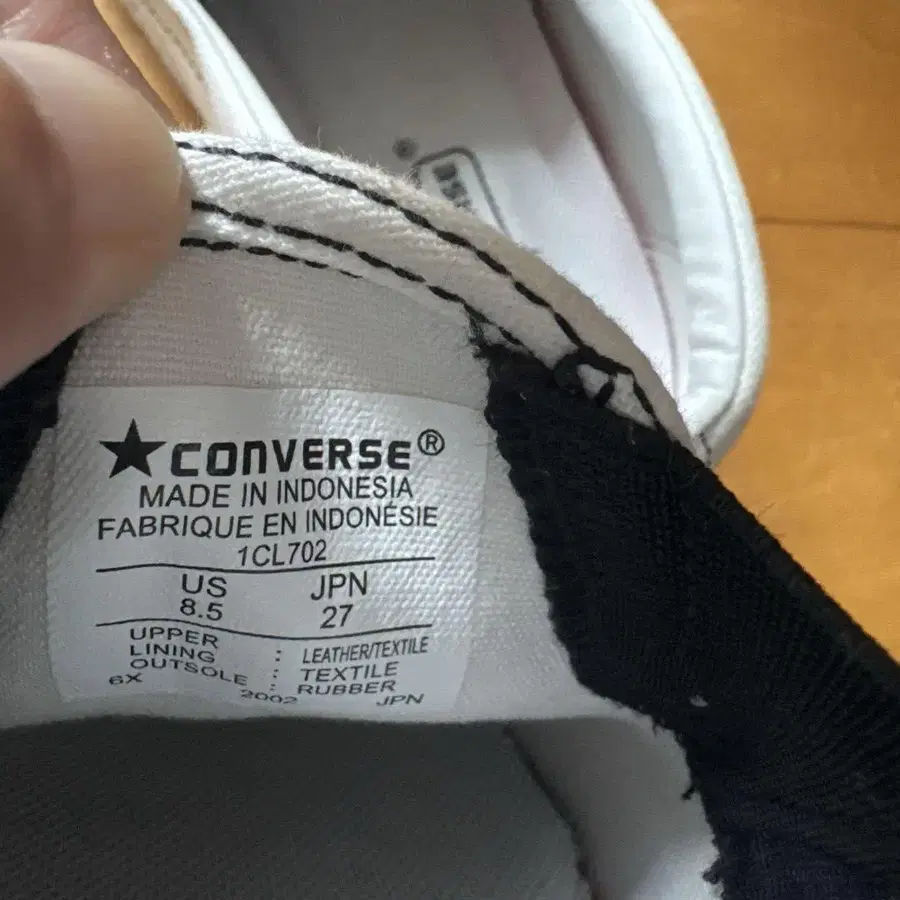 ★CONVERSE®
MADE IN INDONESIA
FABRIQUE EN INDONÉSIE
1CL702
US JPN
8.5 27
UPPER : LEATHER/TEXTILE
LINING : TEXTILE
OUTSOLE : RUBBER
6X 2002 JPN